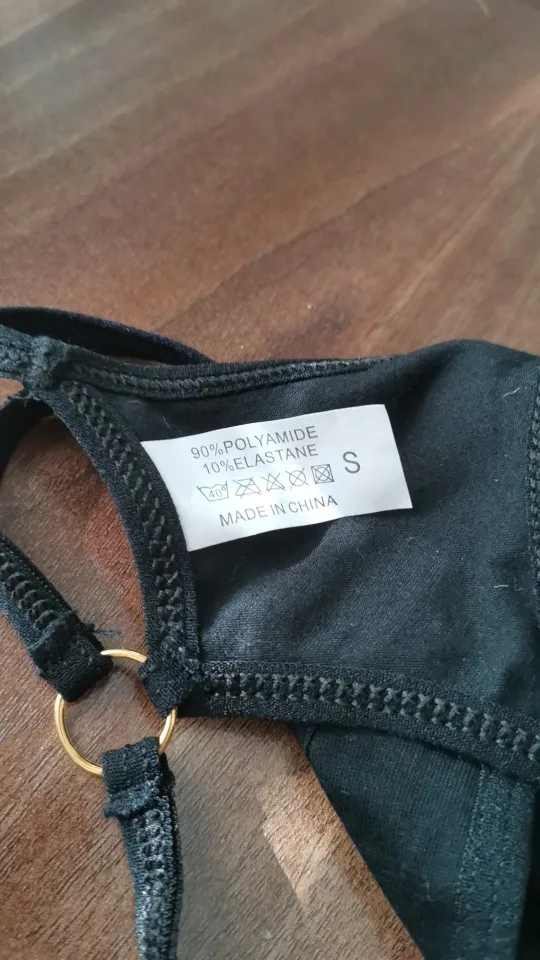 90%POLYAMIDE
10%ELASTANE
40
S
MADE IN CHINA